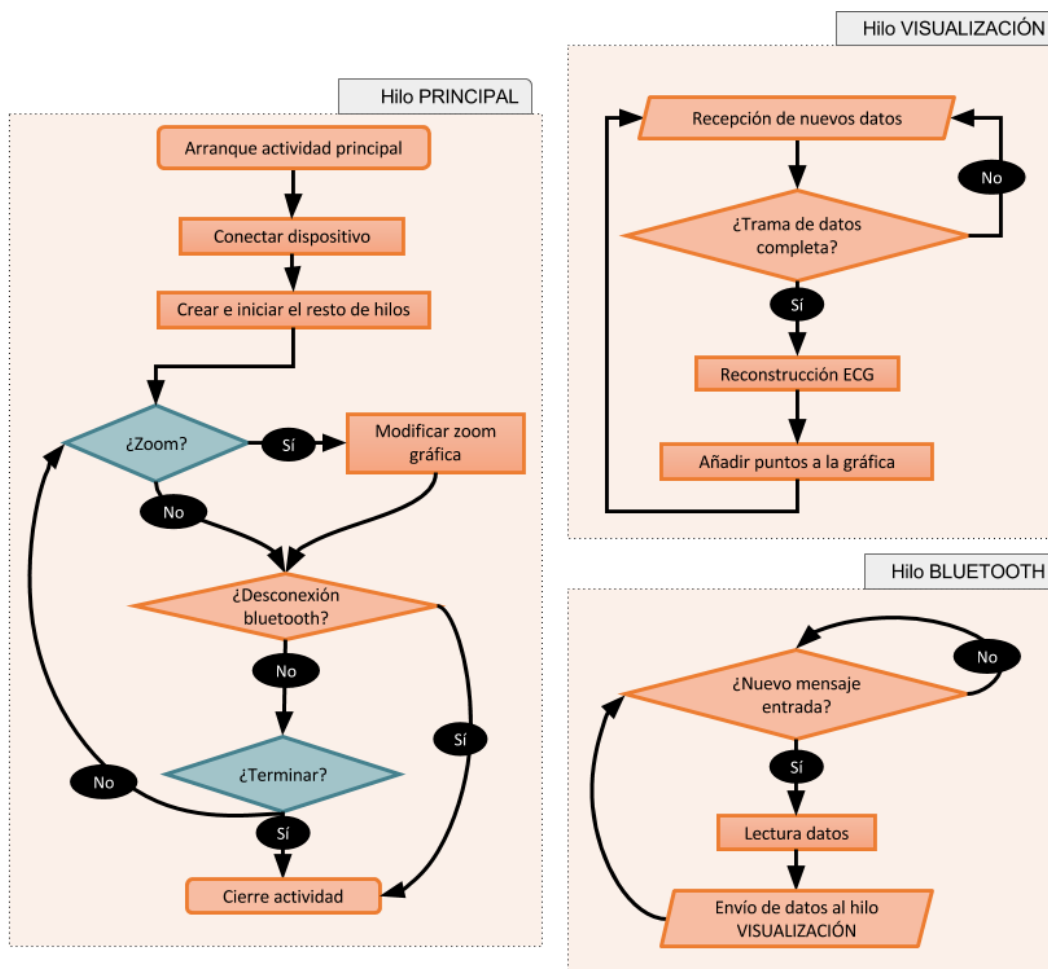 Hilo PRINCIPAL
Arranque actividad principal
Conectar dispositivo
Crear e iniciar el resto de hilos
¿Zoom?
Sí
Modificar zoom
gráfica
No
¿Desconexión
bluetooth?
No
Sí
¿Terminar?
No
Sí
Cierre actividad
Hilo VISUALIZACIÓN
Recepción de nuevos datos
No
¿Trama de datos
completa?
Sí
Reconstrucción ECG
Añadir puntos a la gráfica
Hilo BLUETOOTH
No
¿Nuevo mensaje
entrada?
Sí
Lectura datos
Envío de datos al hilo
VISUALIZACIÓN